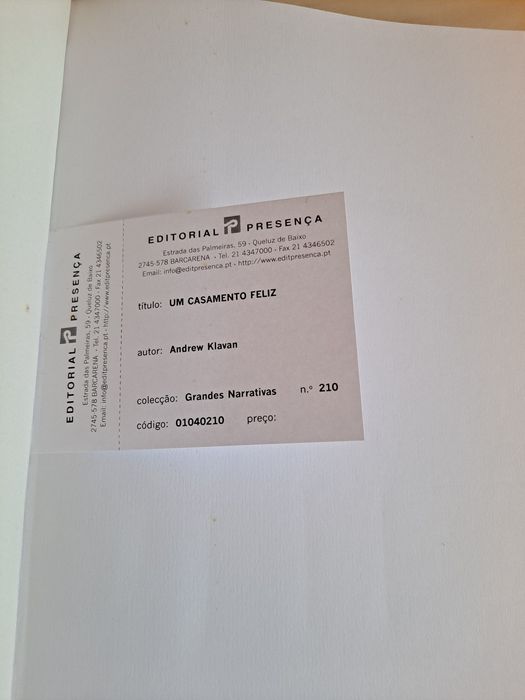 EDITORIAL PRESENÇA
Estrada das Palmeiras, 59 - Queluz de Baixo
2745-578 BARCARENA - Tel. 21 4347000 - Fax 21 4346502
Email: info@editpresenca.pt - http://www.editpresenca.pt
EDITORIAL PRESENÇA
Estrada das Palmeiras, 59 - Queluz de Baixo
2745-578 BARCARENA - Tel. 21 4347000 - Fax 21 4346502
Email: info@editpresenca.pt - http://www.editpresenca.pt
título: UM CASAMENTO FELIZ
autor: Andrew Klavan
colecção: Grandes Narrativas n.º 210
código: 01040210 preço: